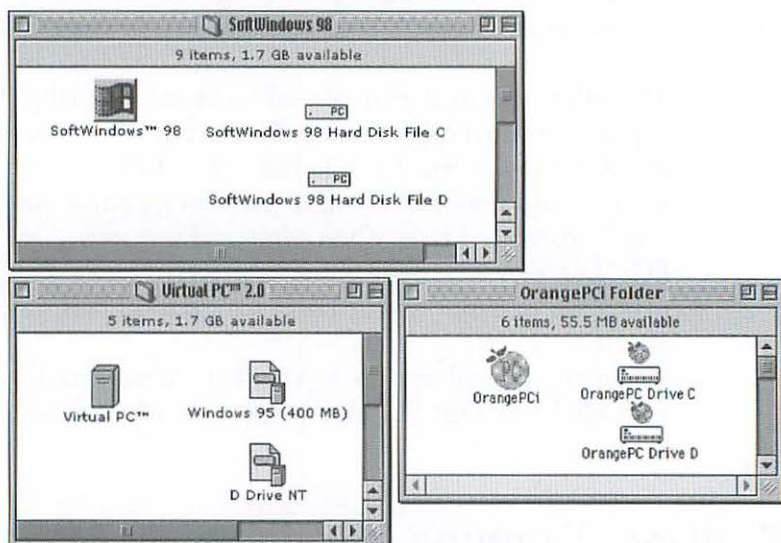 SoftWindows 98
9 items, 1.7 GB available
PC
SoftWindows™ 98
SoftWindows 98 Hard Disk File C
PC
SoftWindows 98 Hard Disk File D
Virtual PC™ 2.0
5 items, 1.7 GB available
Virtual PC™
Windows 95 (400 MB)
D Drive NT
OrangePCi Folder
6 items, 55.5 MB available
PC
OrangePCi
OrangePC Drive C
OrangePC Drive D